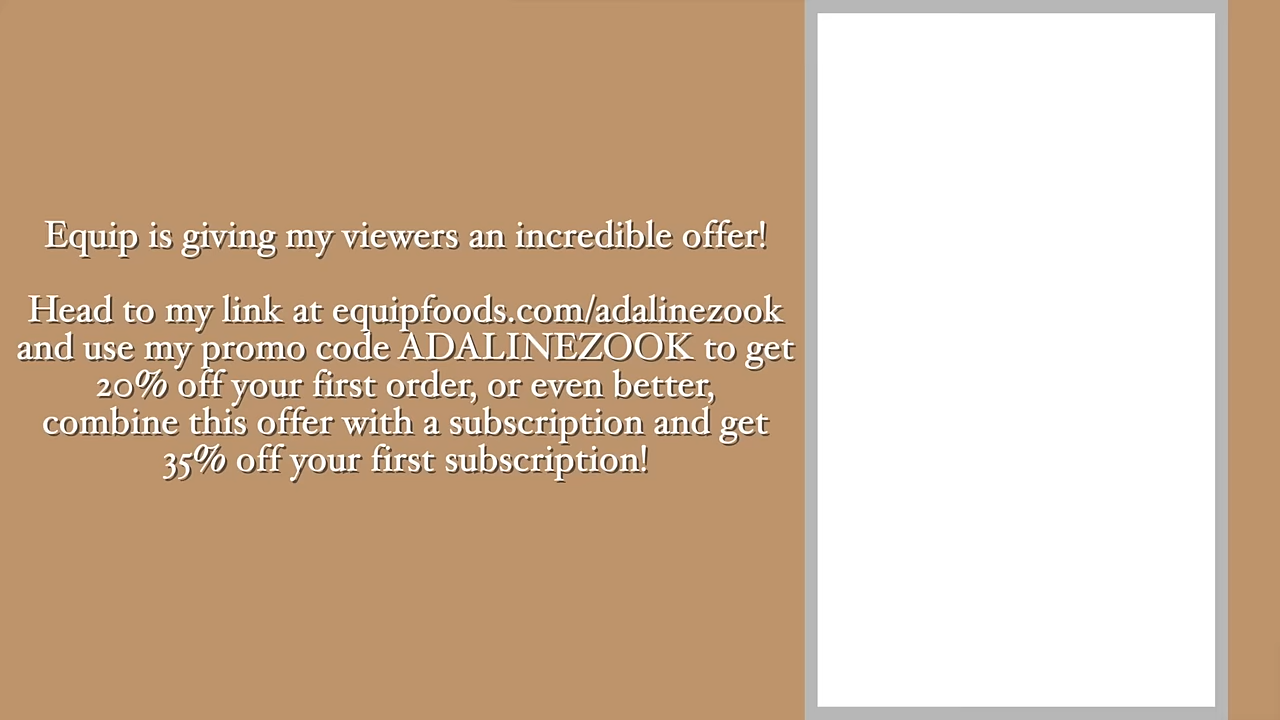 Equip is giving my viewers an incredible offer!
Head to my link at equipfoods.com/adalinezook
and use my promo code ADALINEZOOK to get
20% off your first order, or even better,
combine this offer with a subscription and get
35% off your first subscription!